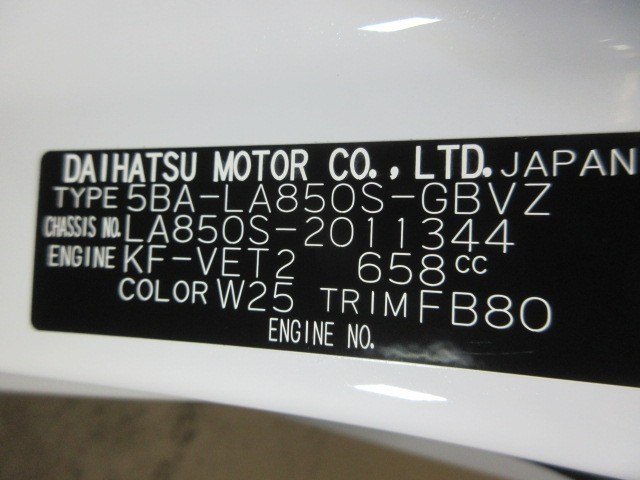 DAIHATSU MOTOR CO., LTD. JAPAN
TYPE 5BA-LA850S-GBVZ
CHASSIS NO. LA850S-2011344
ENGINE KF-VET2 658cc
COLOR W25 TRIM FB80
ENGINE NO.